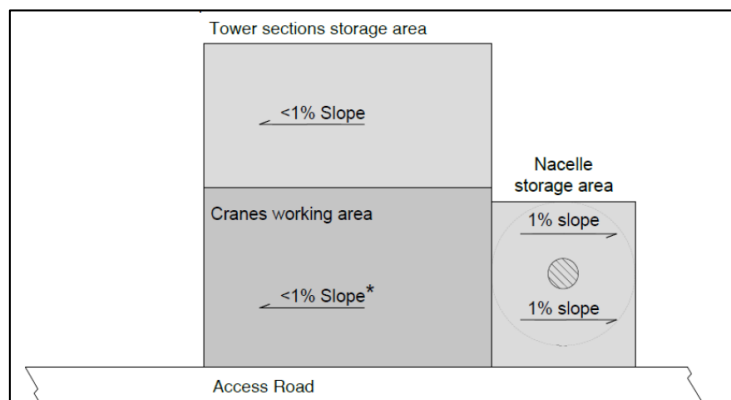 Tower sections storage area
<1% Slope
Nacelle
storage area
Cranes working area
1% slope
<1% Slope*
1% slope
Access Road